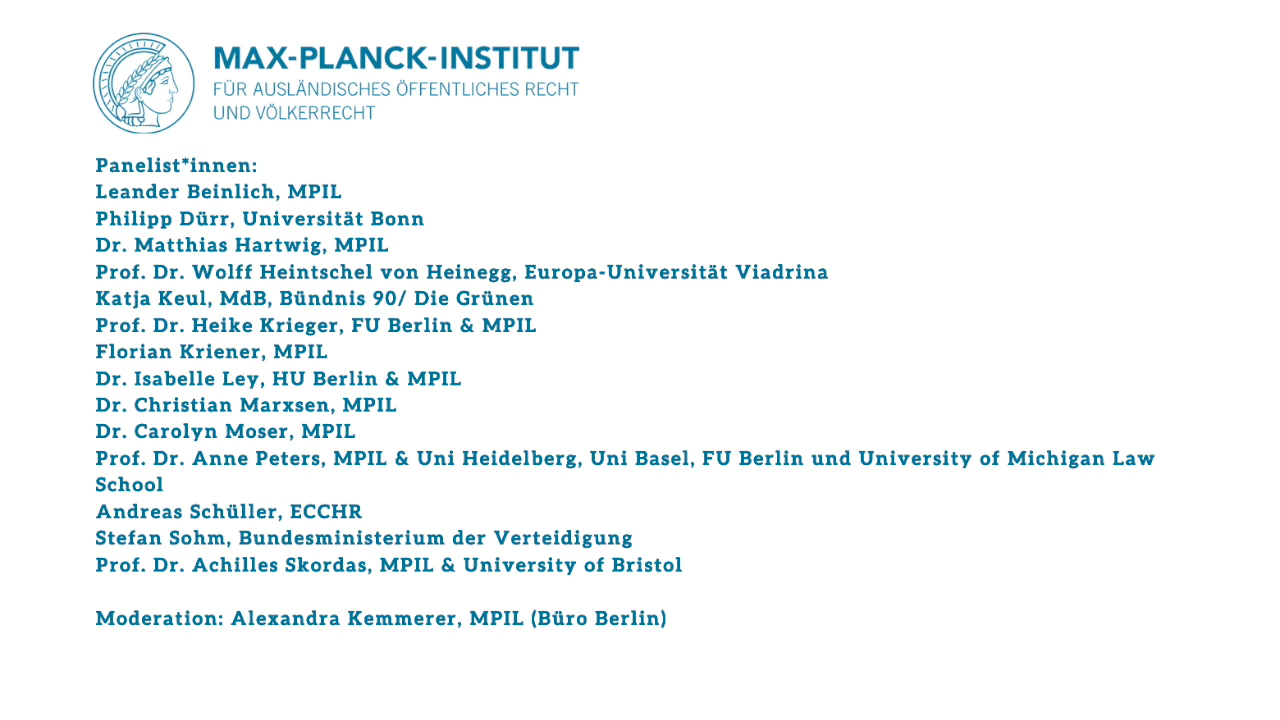 MAX-PLANCK-INSTITUT
FÜR AUSLÄNDISCHES ÖFFENTLICHES RECHT
UND VÖLKERRECHT
Panelist*innen:
Leander Beinlich, MPIL
Philipp Dürr, Universität Bonn
Dr. Matthias Hartwig, MPIL
Prof. Dr. Wolff Heintschel von Heinegg, Europa-Universität Viadrina
Katja Keul, MdB, Bündnis 90/ Die Grünen
Prof. Dr. Heike Krieger, FU Berlin & MPIL
Florian Kriener, MPIL
Dr. Isabelle Ley, HU Berlin & MPIL
Dr. Christian Marxsen, MPIL
Dr. Carolyn Moser, MPIL
Prof. Dr. Anne Peters, MPIL & Uni Heidelberg, Uni Basel, FU Berlin und University of Michigan Law
School
Andreas Schüller, ECCHR
Stefan Sohm, Bundesministerium der Verteidigung
Prof. Dr. Achilles Skordas, MPIL & University of Bristol
Moderation: Alexandra Kemmerer, MPIL (Büro Berlin)